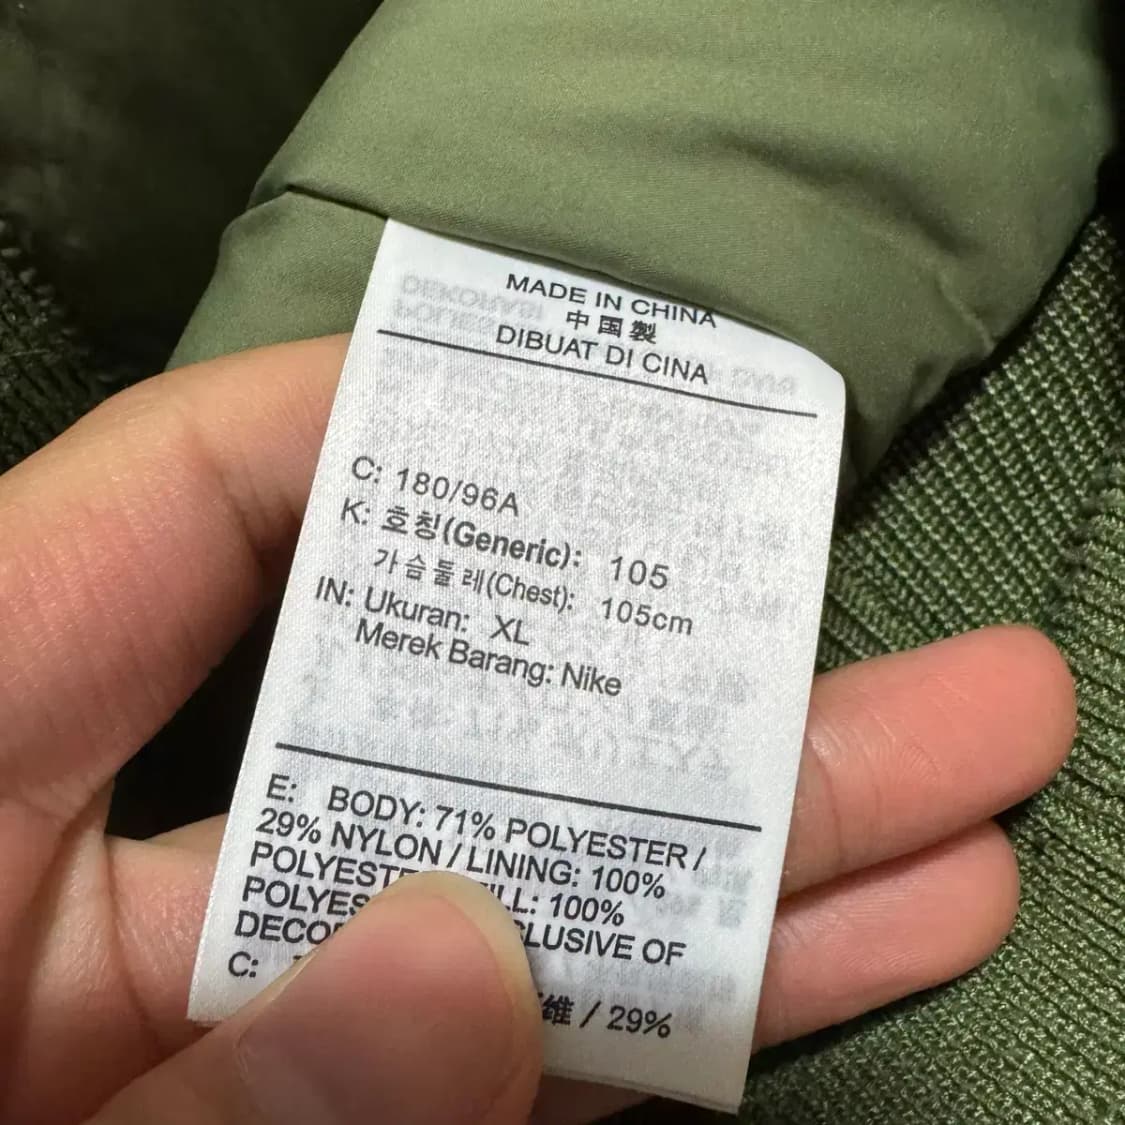 MADE IN CHINA
中国製
DIBUAT DI CINA
C: 180/96A
K: 호칭(Generic): 105
가슴둘레(Chest): 105cm
IN: Ukuran: XL
Merek Barang: Nike
E: BODY: 71% POLYESTER /
29% NYLON / LINING: 100%
100%
OF
C:
/ 29%